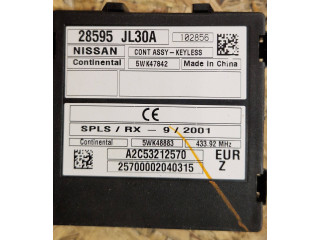 28595 JL30A 102856
NISSAN CONT ASSY-KEYLESS
Continental 5WK47842 Made in China
CE
SPLS / RX - 9 / 2001
Continental 5WK48883 433.92 MHz
A2C53212570 EUR
25700002040315 Z